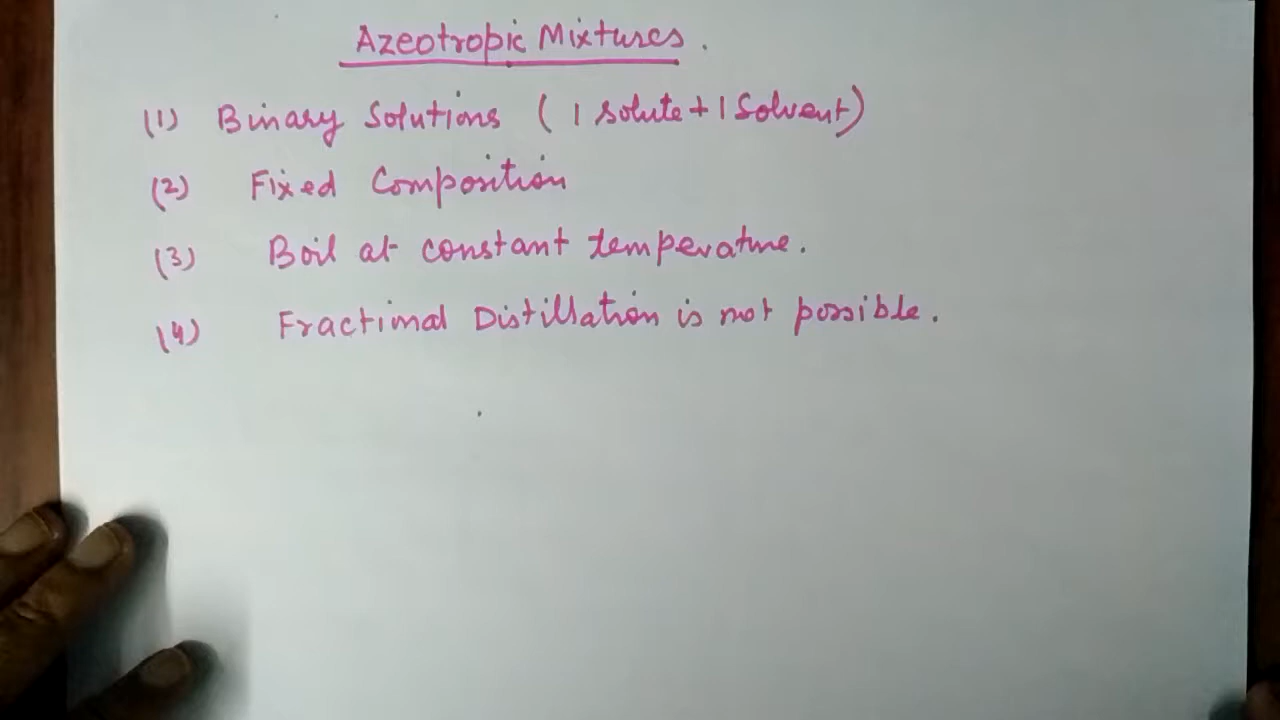 Azeotropic Mixtures.
(1) Binary Solutions (1 solute + 1 Solvent)
(2) Fixed Composition
(3) Boil at constant temperature.
(4) Fractional Distillation is not possible.